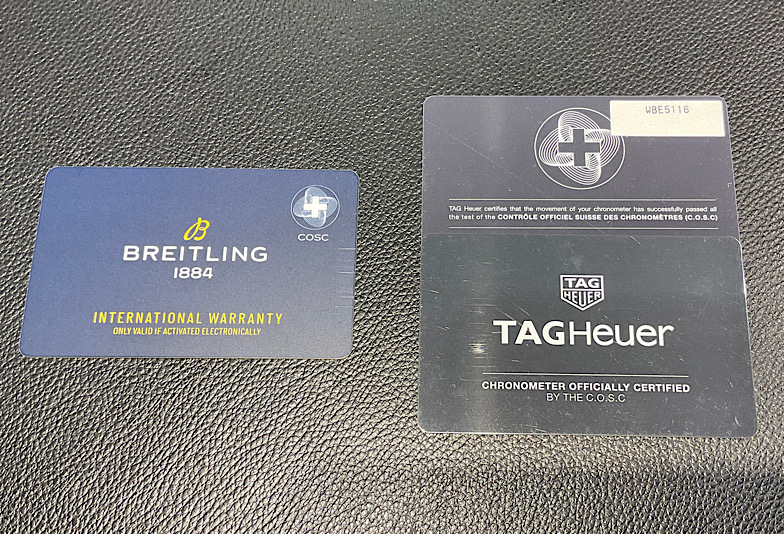 BREITLING
1884
COSC
INTERNATIONAL WARRANTY
ONLY VALID IF ACTIVATED ELECTRONICALLY
WBE5116
TAG Heuer certifies that the movement of your chronometer has successfully passed all
the test of the CONTRÔLE OFFICIEL SUISSE DES CHRONOMÈTRES (C.O.S.C)
TAG
HEUER
TAGHeuer
CHRONOMETER OFFICIALLY CERTIFIED
BY THE C.O.S.C